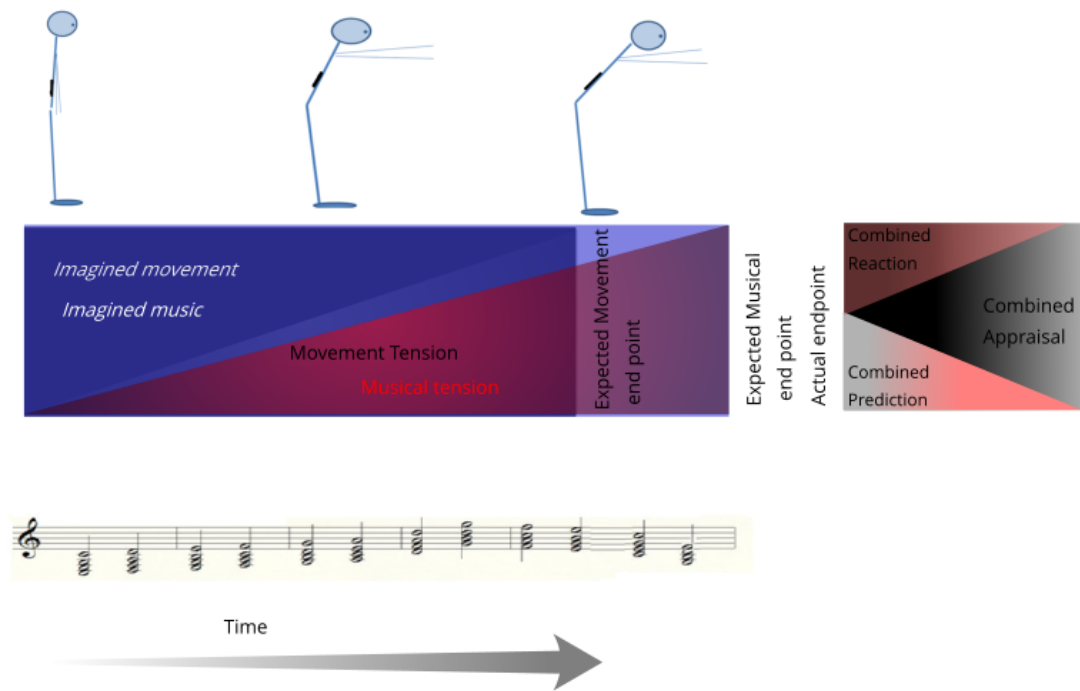 Imagined movement
Imagined music
Movement Tension
Musical tension
Expected Movement
end point
Expected Musical
end point
Actual endpoint
Combined
Reaction
Combined
Appraisal
Combined
Prediction
Time